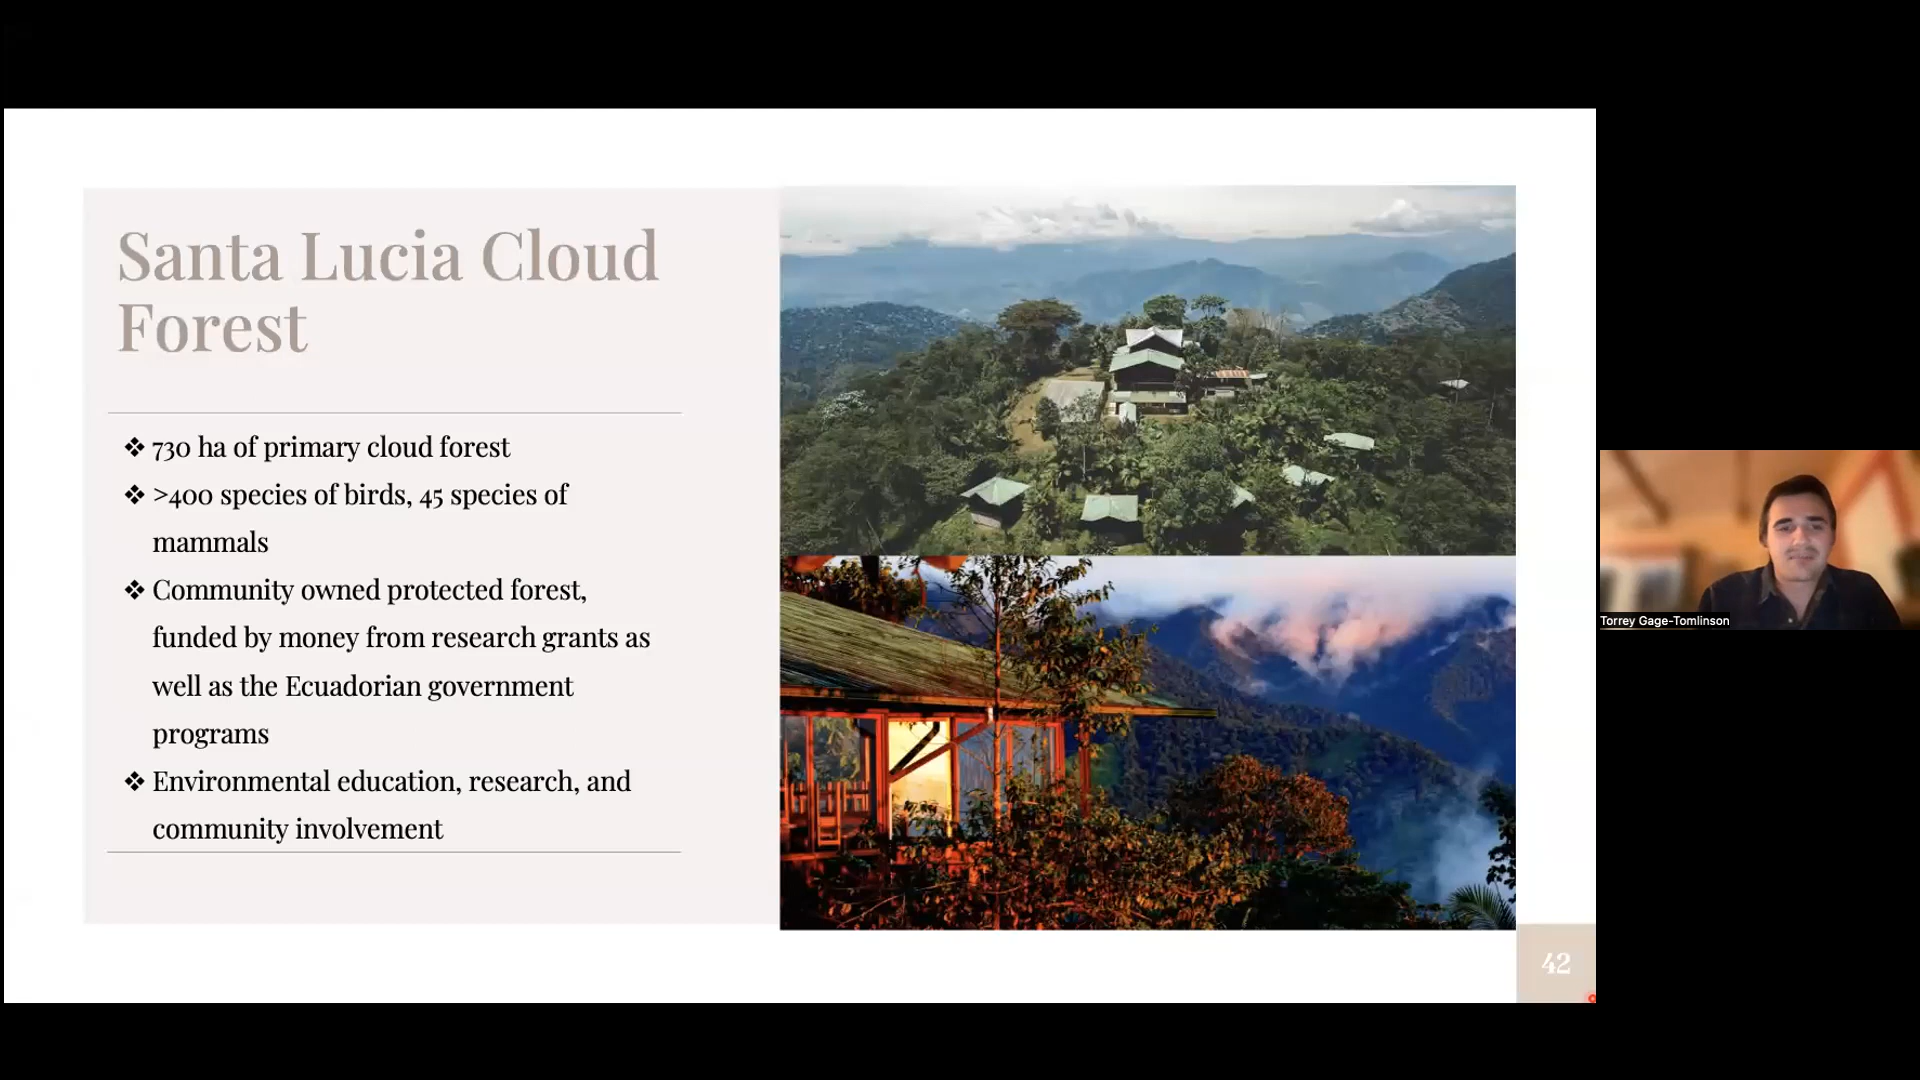 Santa Lucia Cloud
Forest
❖ 730 ha of primary cloud forest
❖ >400 species of birds, 45 species of
mammals
❖ Community owned protected forest,
funded by money from research grants as
well as the Ecuadorian government
programs
❖ Environmental education, research, and
community involvement
42
Torrey Gage-Tomlinson